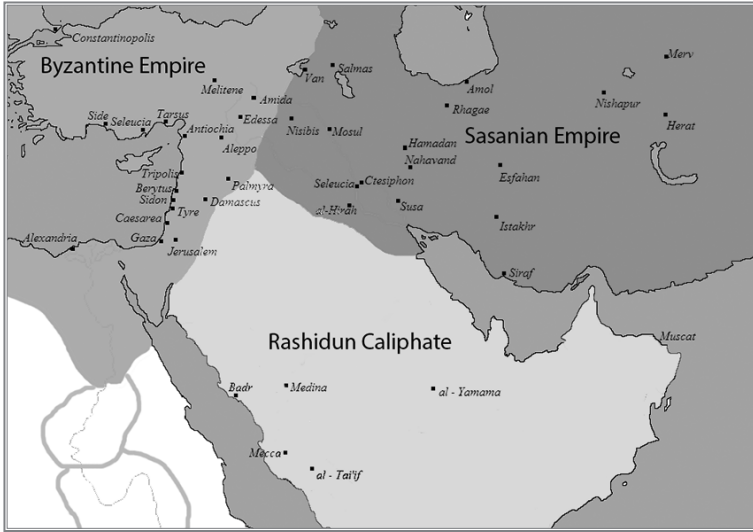 Constantinopolis
Byzantine Empire
Van
Salmas
Merv
Melitene
Amida
Amol
Rhagae
Nishapur
Side
Seleucia
Tarsus
Edessa
Nisibis
Mosul
Sasanian Empire
Herat
Antiochia
Aleppo
Hamadan
Nahavand
Esfahan
Tripolis
Palmyra
Seleucia
Ctesiphon
Berytus
Sidon
Damascus
Susa
Tyre
al-Hirah
Caesarea
Istakhr
Alexandria
Gaza
Jerusalem
Siraf
Rashidun Caliphate
Muscat
Badr
Medina
al - Yamama
Mecca
al - Tai'if